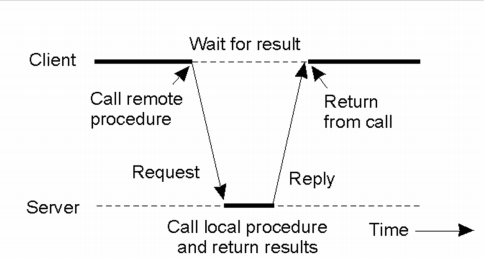 Wait for result
Client
Call remote
procedure
Return
from call
Request
Reply
Server
Call local procedure
and return results
Time